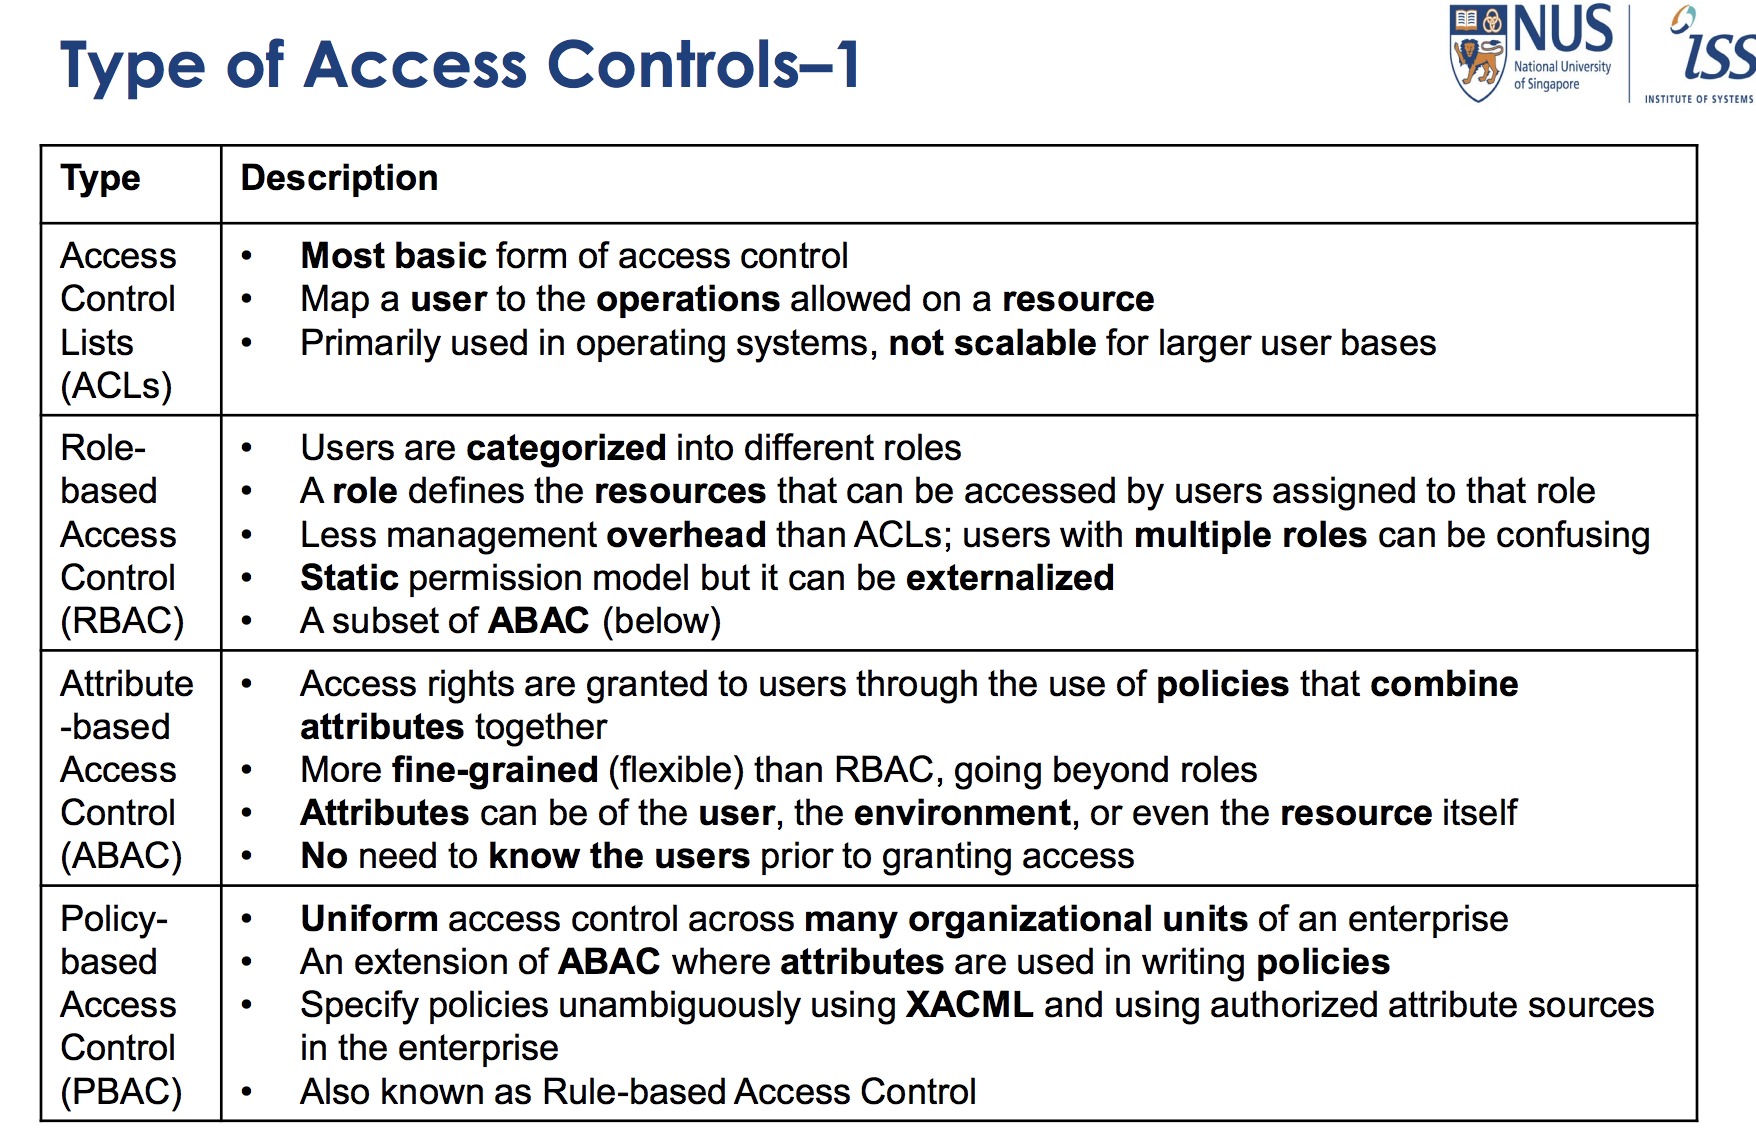 Type of Access Controls–1
NUS
National University
of Singapore
ISS
INSTITUTE OF SYSTEMS
Type
Description
Access
Control
Lists
(ACLs)
• Most basic form of access control
• Map a user to the operations allowed on a resource
• Primarily used in operating systems, not scalable for larger user bases
Role-
based
Access
Control
(RBAC)
• Users are categorized into different roles
• A role defines the resources that can be accessed by users assigned to that role
• Less management overhead than ACLs; users with multiple roles can be confusing
• Static permission model but it can be externalized
• A subset of ABAC (below)
Attribute
-based
Access
Control
(ABAC)
• Access rights are granted to users through the use of policies that combine
attributes together
• More fine-grained (flexible) than RBAC, going beyond roles
• Attributes can be of the user, the environment, or even the resource itself
• No need to know the users prior to granting access
Policy-
based
Access
Control
(PBAC)
• Uniform access control across many organizational units of an enterprise
• An extension of ABAC where attributes are used in writing policies
• Specify policies unambiguously using XACML and using authorized attribute sources
in the enterprise
• Also known as Rule-based Access Control